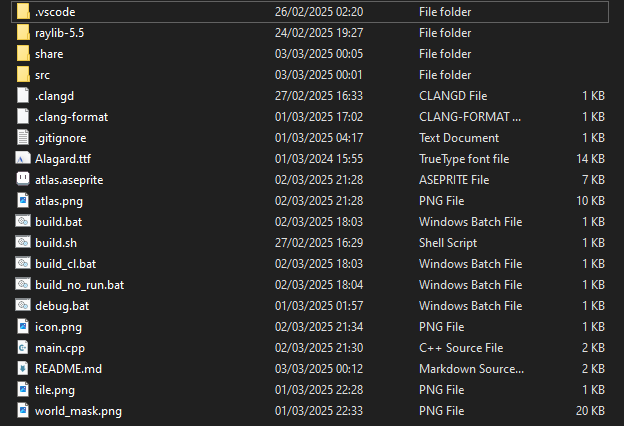 .vscode 26/02/2025 02:20 File folder
raylib-5.5 24/02/2025 19:27 File folder
share 03/03/2025 00:05 File folder
src 03/03/2025 00:01 File folder
.clangd 27/02/2025 16:33 CLANGD File 1 KB
.clang-format 01/03/2025 17:02 CLANG-FORMAT ... 1 KB
.gitignore 01/03/2025 04:17 Text Document 1 KB
Alagard.ttf 01/03/2024 15:55 TrueType font file 14 KB
atlas.aseprite 02/03/2025 21:28 ASEPRITE File 7 KB
atlas.png 02/03/2025 21:28 PNG File 10 KB
build.bat 02/03/2025 18:03 Windows Batch File 1 KB
build.sh 27/02/2025 16:29 Shell Script 1 KB
build_cl.bat 02/03/2025 18:03 Windows Batch File 1 KB
build_no_run.bat 02/03/2025 18:04 Windows Batch File 1 KB
debug.bat 01/03/2025 01:57 Windows Batch File 1 KB
icon.png 02/03/2025 21:34 PNG File 1 KB
main.cpp 02/03/2025 21:30 C++ Source File 2 KB
README.md 03/03/2025 00:12 Markdown Source... 2 KB
tile.png 01/03/2025 22:28 PNG File 1 KB
world_mask.png 01/03/2025 22:33 PNG File 20 KB